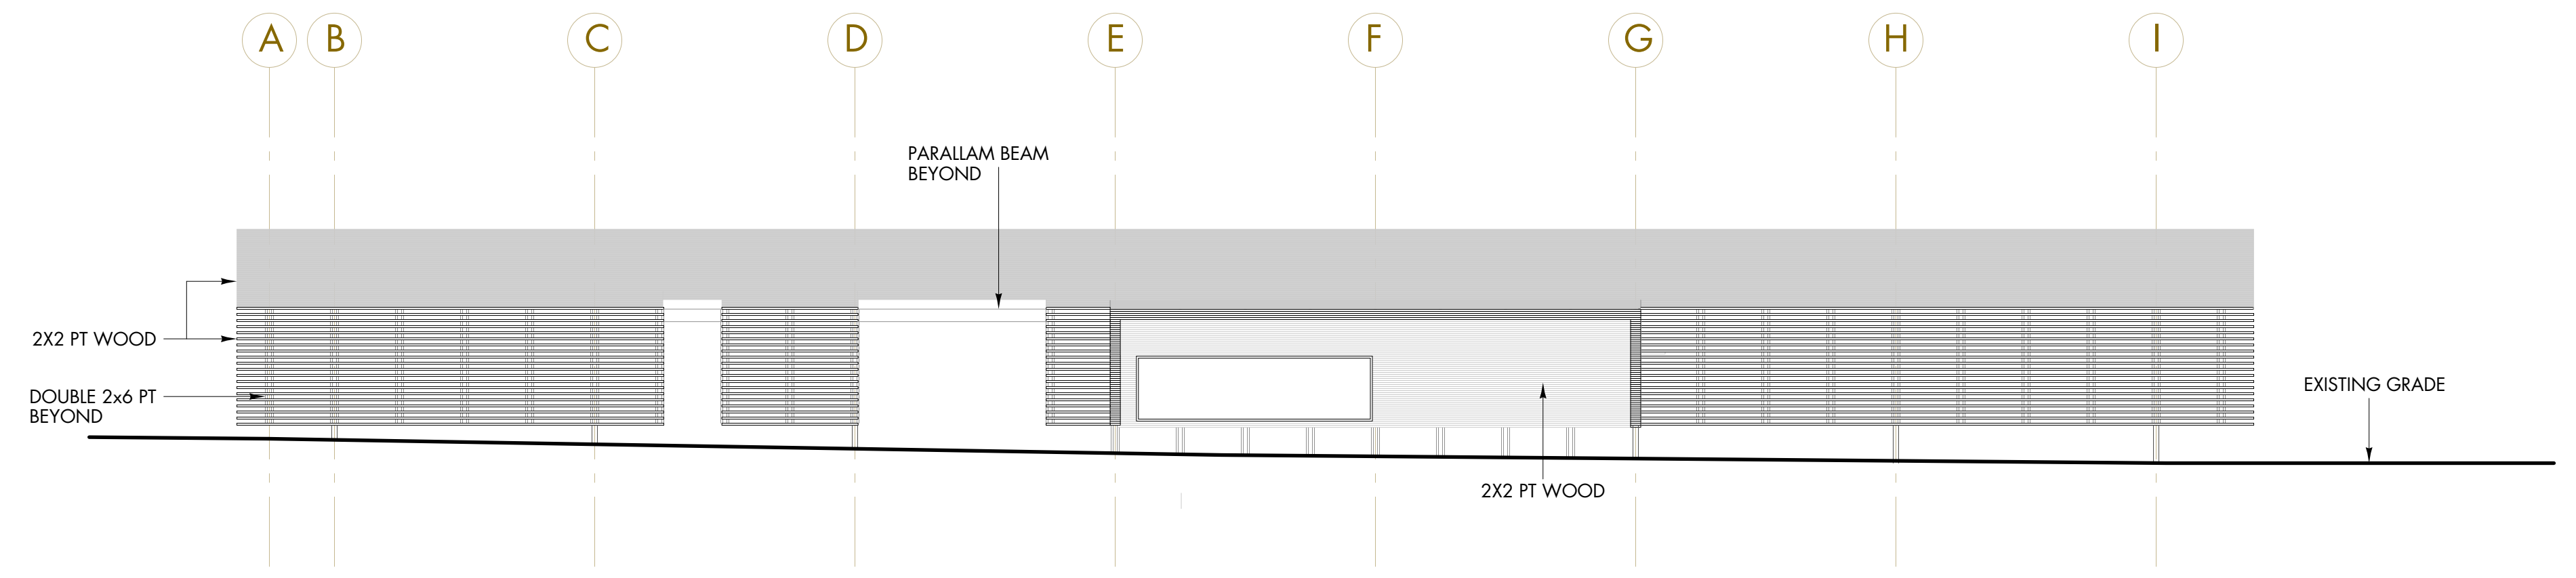 A B C D E F G H I
PARALLAM BEAM
BEYOND
2X2 PT WOOD
DOUBLE 2x6 PT
BEYOND
EXISTING GRADE
2X2 PT WOOD